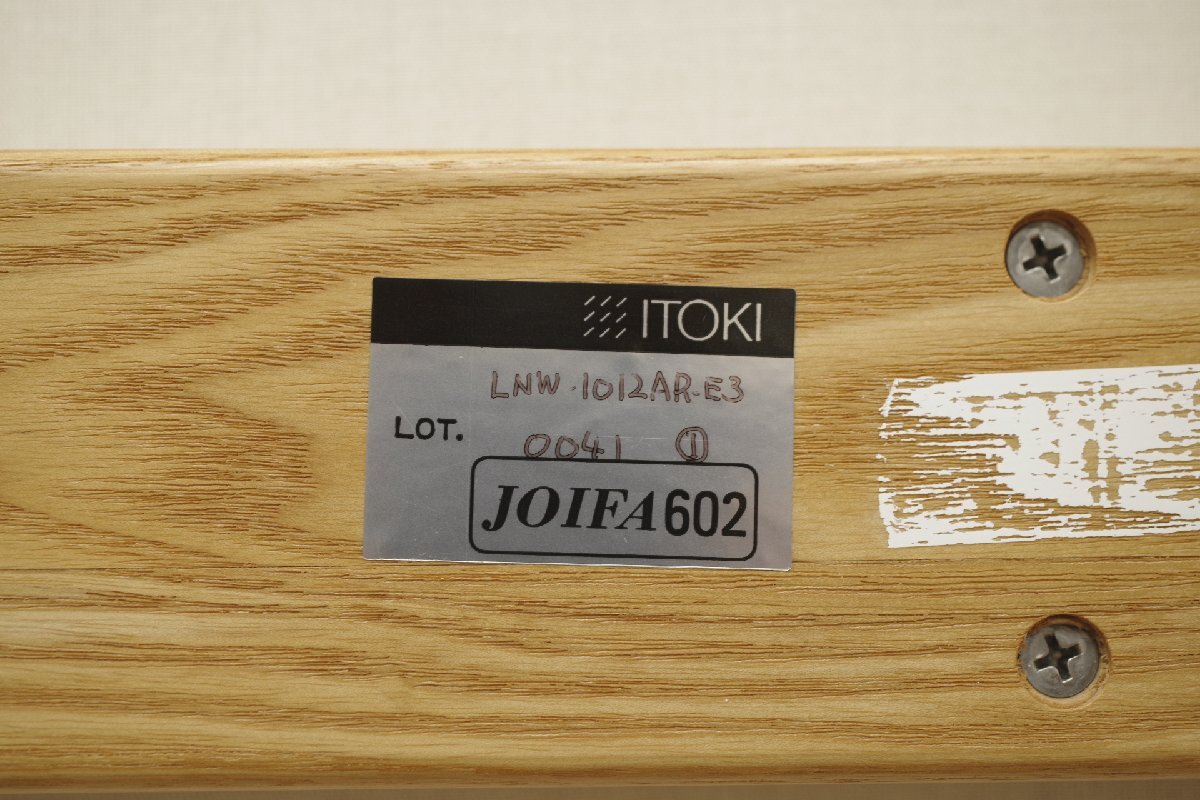 ITOKI
LNW-1012AR-E3
LOT. 0041 ①
JOIFA602